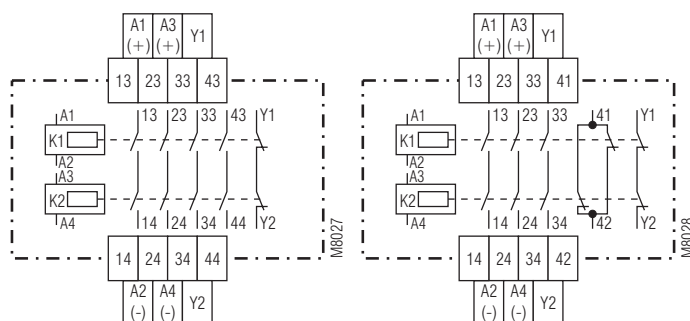 A1 (+) A3 (+) Y1
13 23 33 43
A1 13 23 33 43 Y1
K1
A2
A3
K2
A4 14 24 34 44 Y2
14 24 34 44
A2 (-) A4 (-) Y2
M8027
A1 (+) A3 (+) Y1
13 23 33 41
A1 13 23 33 41 Y1
K1
A2
A3
K2
A4 14 24 34 42 Y2
14 24 34 42
A2 (-) A4 (-) Y2
M8028